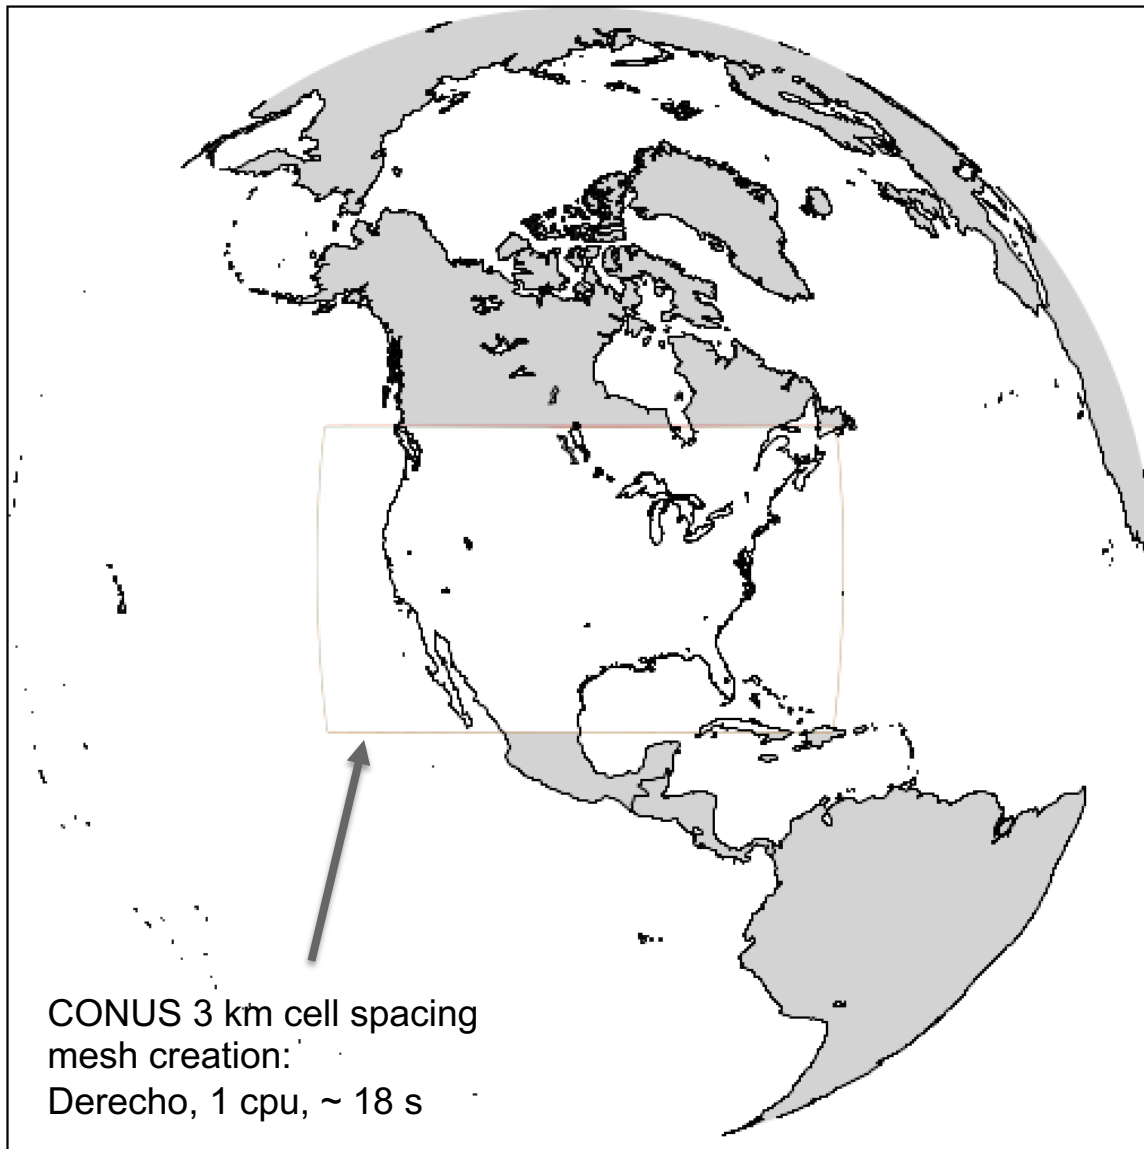 CONUS 3 km cell spacing
mesh creation:
Derecho, 1 cpu, ~ 18 s